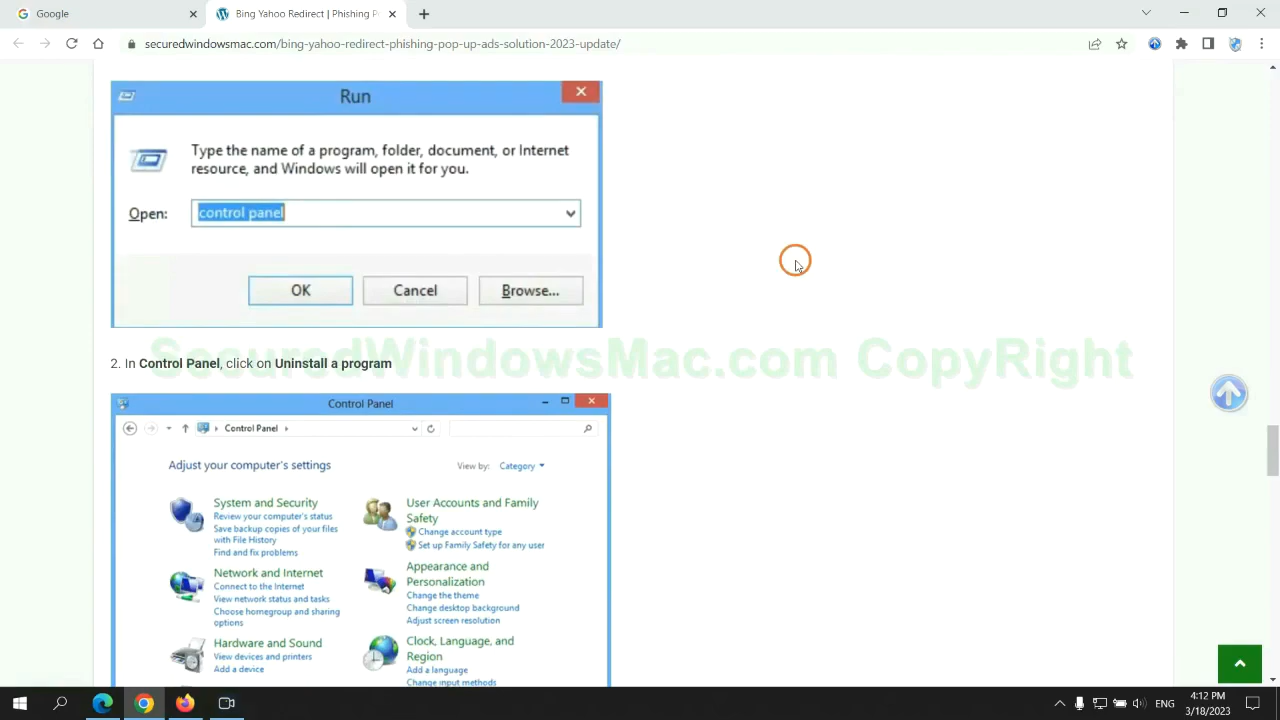 Google
Bing Yahoo Redirect | Phishing P
securedwindowsmac.com/bing-yahoo-redirect-phishing-pop-up-ads-solution-2023-update/
Run
Type the name of a program, folder, document, or Internet
resource, and Windows will open it for you.
Open:
control panel
OK
Cancel
Browse...
SecuredWindowsMac.com CopyRight
2. In Control Panel, click on Uninstall a program
Control Panel
Control Panel
Adjust your computer's settings
View by:
Category
System and Security
Review your computer's status
Save backup copies of your files
with File History
Find and fix problems
User Accounts and Family
Safety
Change account type
Set up Family Safety for any user
Network and Internet
Connect to the Internet
View network status and tasks
Choose homegroup and sharing
options
Appearance and
Personalization
Change the theme
Change desktop background
Adjust screen resolution
Hardware and Sound
View devices and printers
Add a device
Clock, Language, and
Region
Add a language
Change input methods
ENG
4:12 PM
3/18/2023